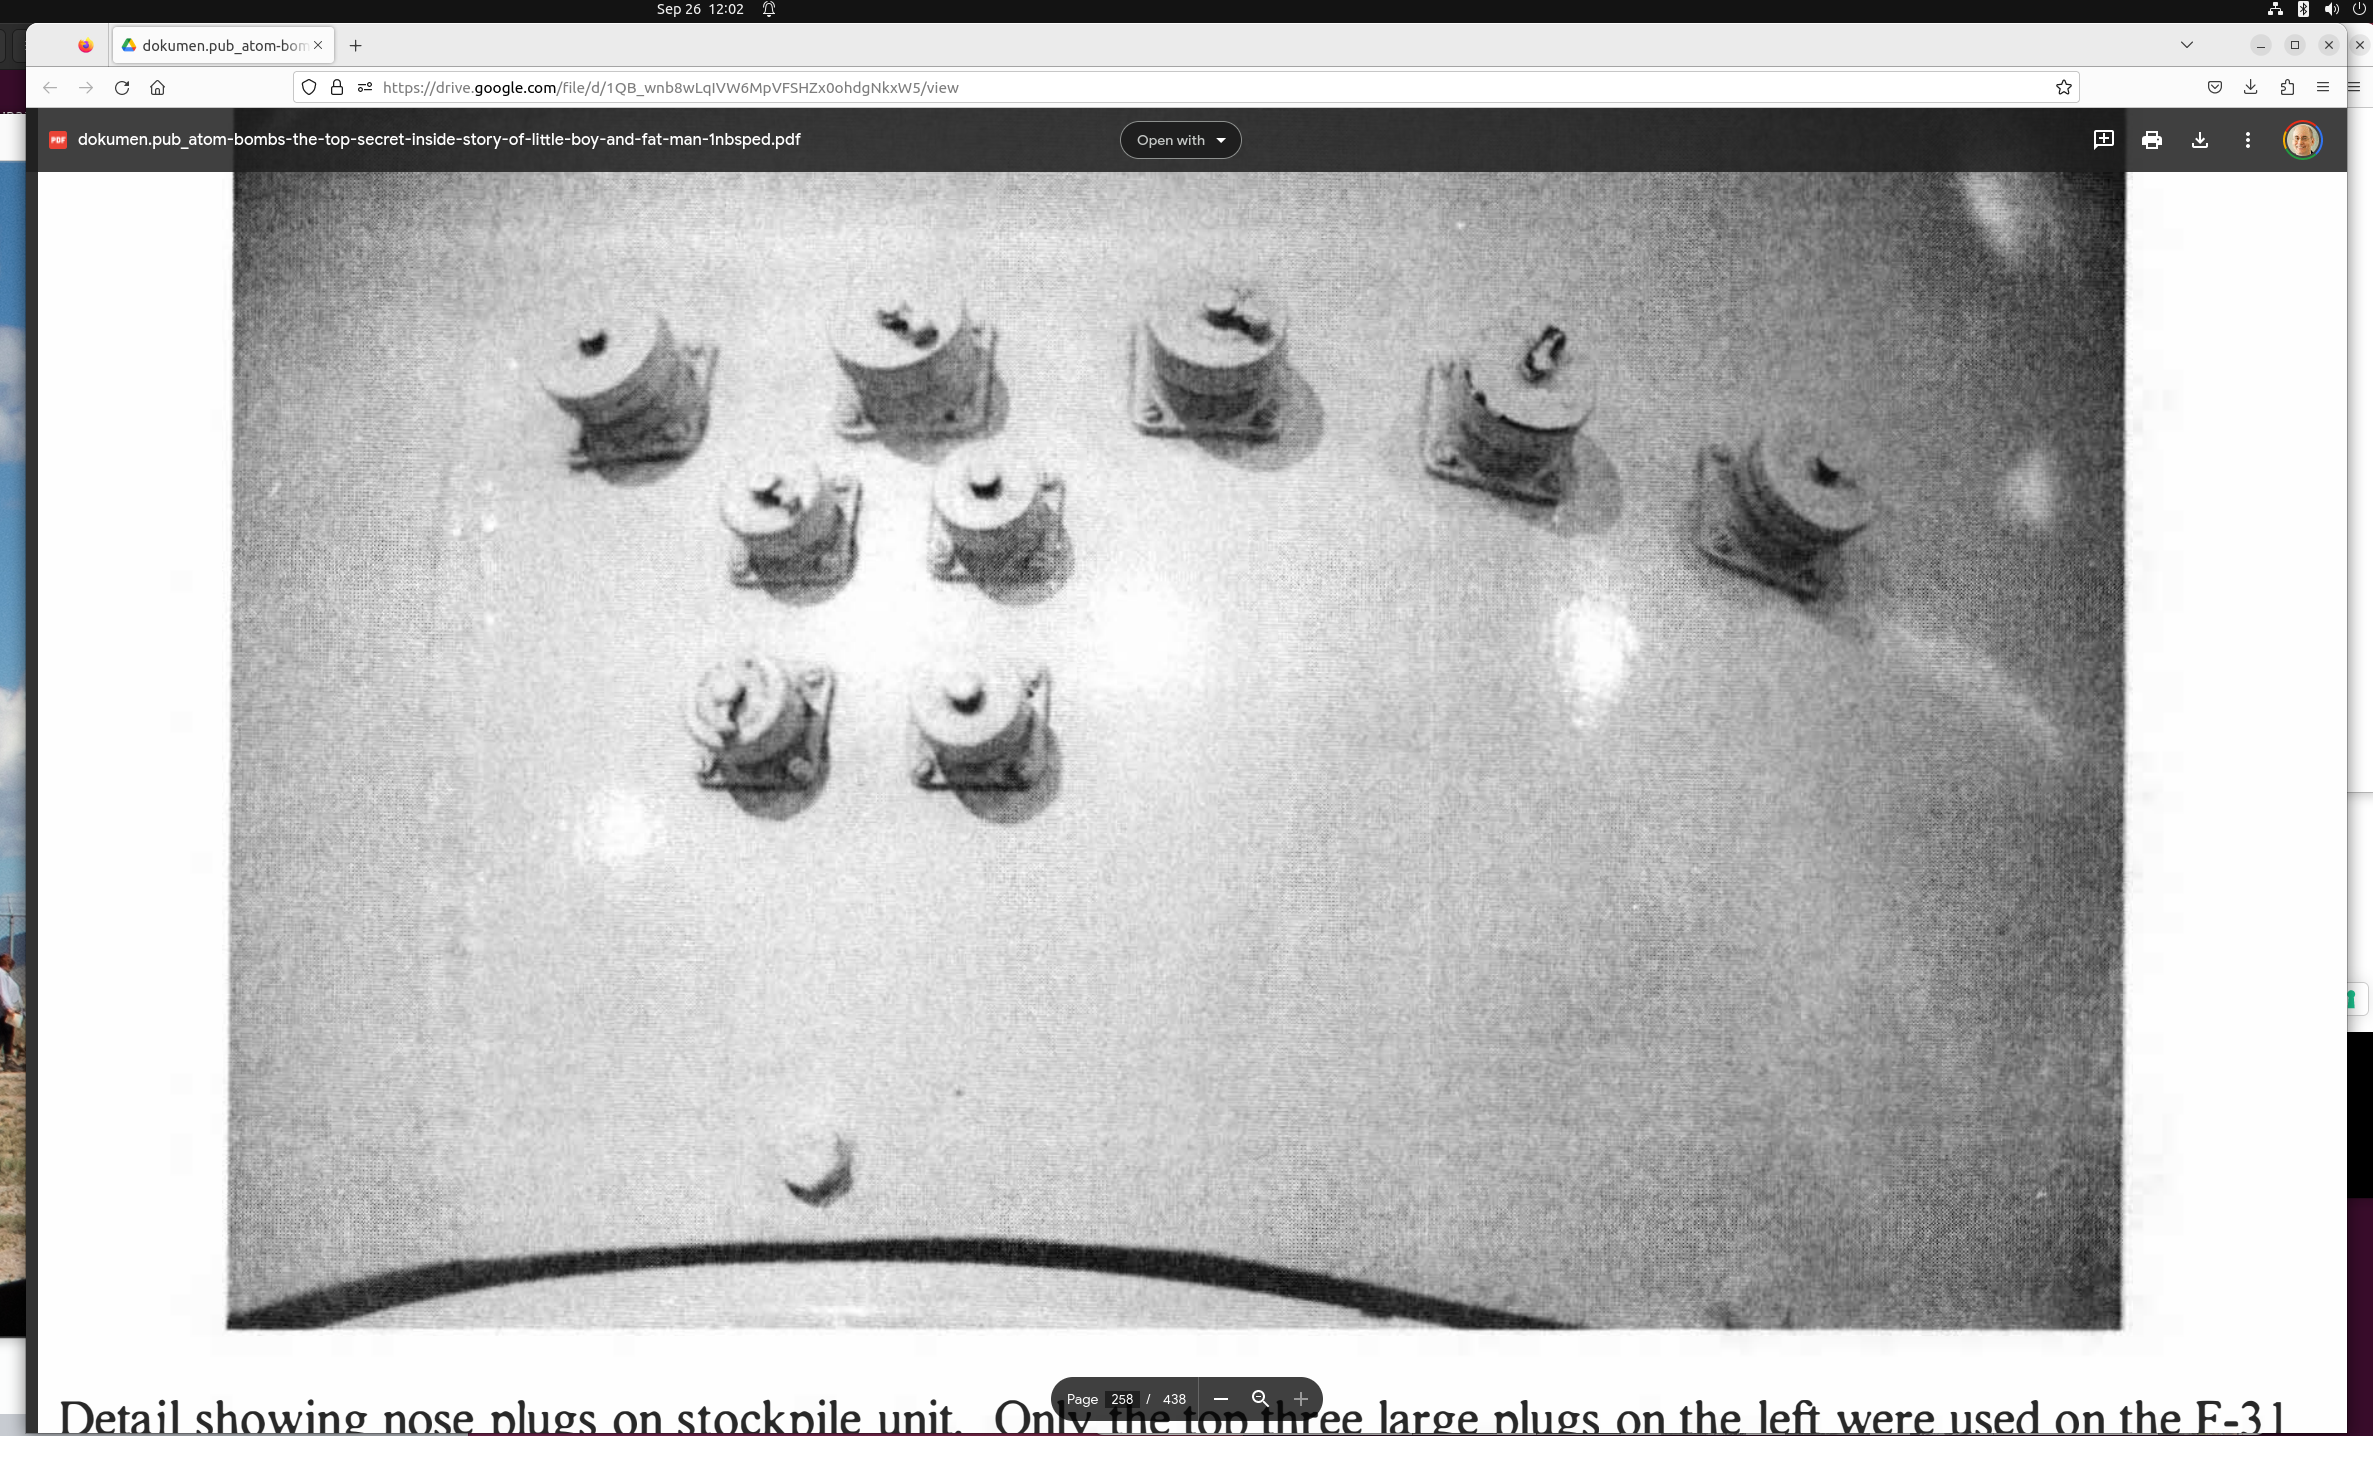 Sep 26 12:02
dokumen.pub_atom-bom
https://drive.google.com/file/d/1QB_wnb8wLqIVW6MpVFSHZx0ohdgNkxW5/view
PDF dokumen.pub_atom-bombs-the-top-secret-inside-story-of-little-boy-and-fat-man-1nbsped.pdf
Open with
Page 258 / 438
Detail showing nose plugs on stockpile unit. Only the top three large plugs on the left were used on the F-31